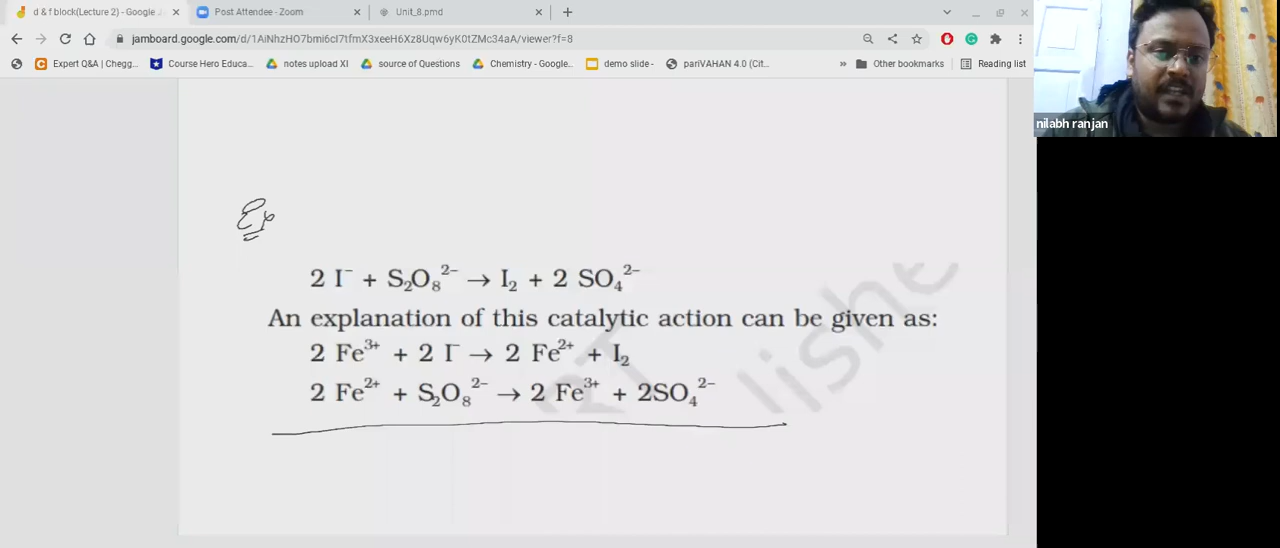 d & f block(Lecture 2) - Google Ja
Post Attendee - Zoom
Unit_8.pmd
jamboard.google.com/d/1AiNhzHO7bmi6cI7tfmX3xeeH6Xz8Uqw6yK0tZMc34aA/viewer?f=8
Expert Q&A | Chegg...
Course Hero Educa...
notes upload XI
source of Questions
Chemistry - Google...
demo slide -
pariVAHAN 4.0 (Cit...
»
Other bookmarks
Reading list
nilabh ranjan
2 I⁻ + S₂O₈²⁻ → I₂ + 2 SO₄²⁻
An explanation of this catalytic action can be given as:
2 Fe³⁺ + 2 I⁻ → 2 Fe²⁺ + I₂
2 Fe²⁺ + S₂O₈²⁻ → 2 Fe³⁺ + 2SO₄²⁻